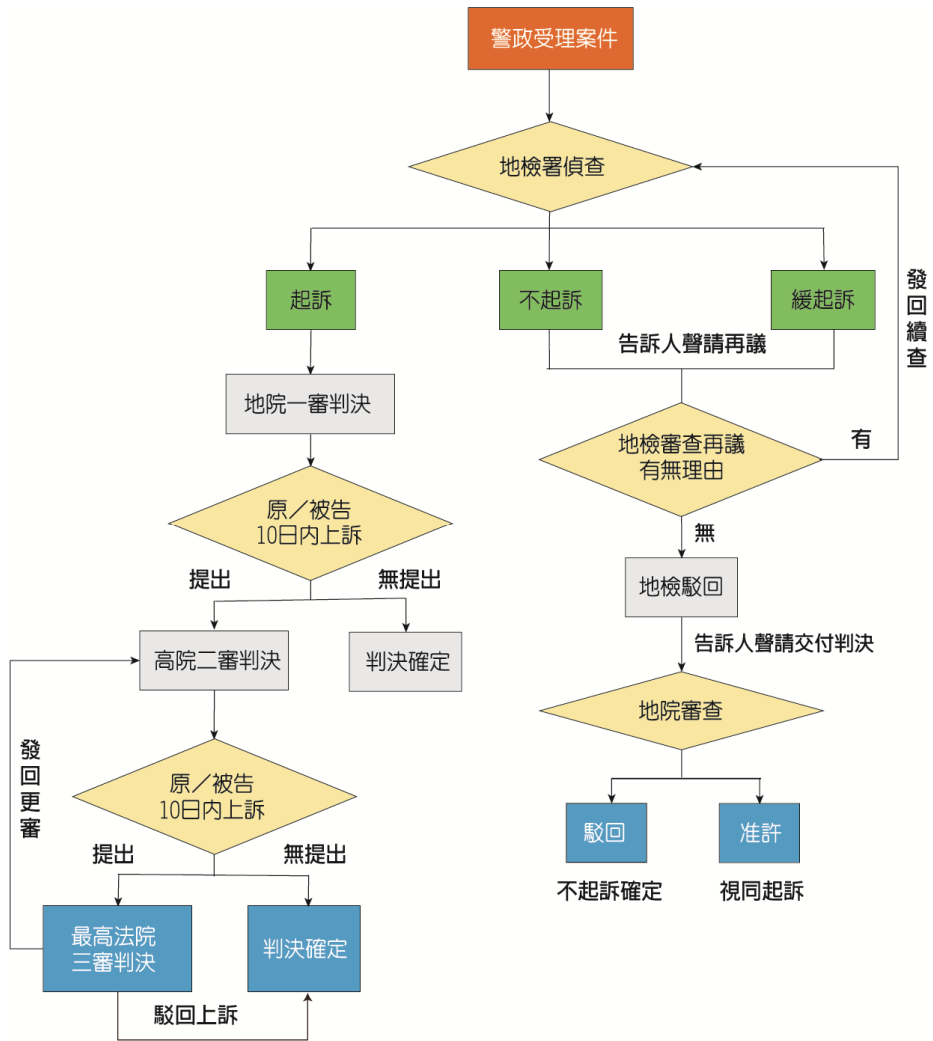 警政受理案件
地檢署偵查
起訴
不起訴
緩起訴
發回續查
告訴人聲請再議
地院一審判決
地檢審查再議
有無理由
有
原／被告
10日內上訴
無
提出
無提出
地檢駁回
高院二審判決
判決確定
告訴人聲請交付判決
地院審查
發回更審
原／被告
10日內上訴
駁回
准許
提出
無提出
不起訴確定
視同起訴
最高法院
三審判決
判決確定
駁回上訴